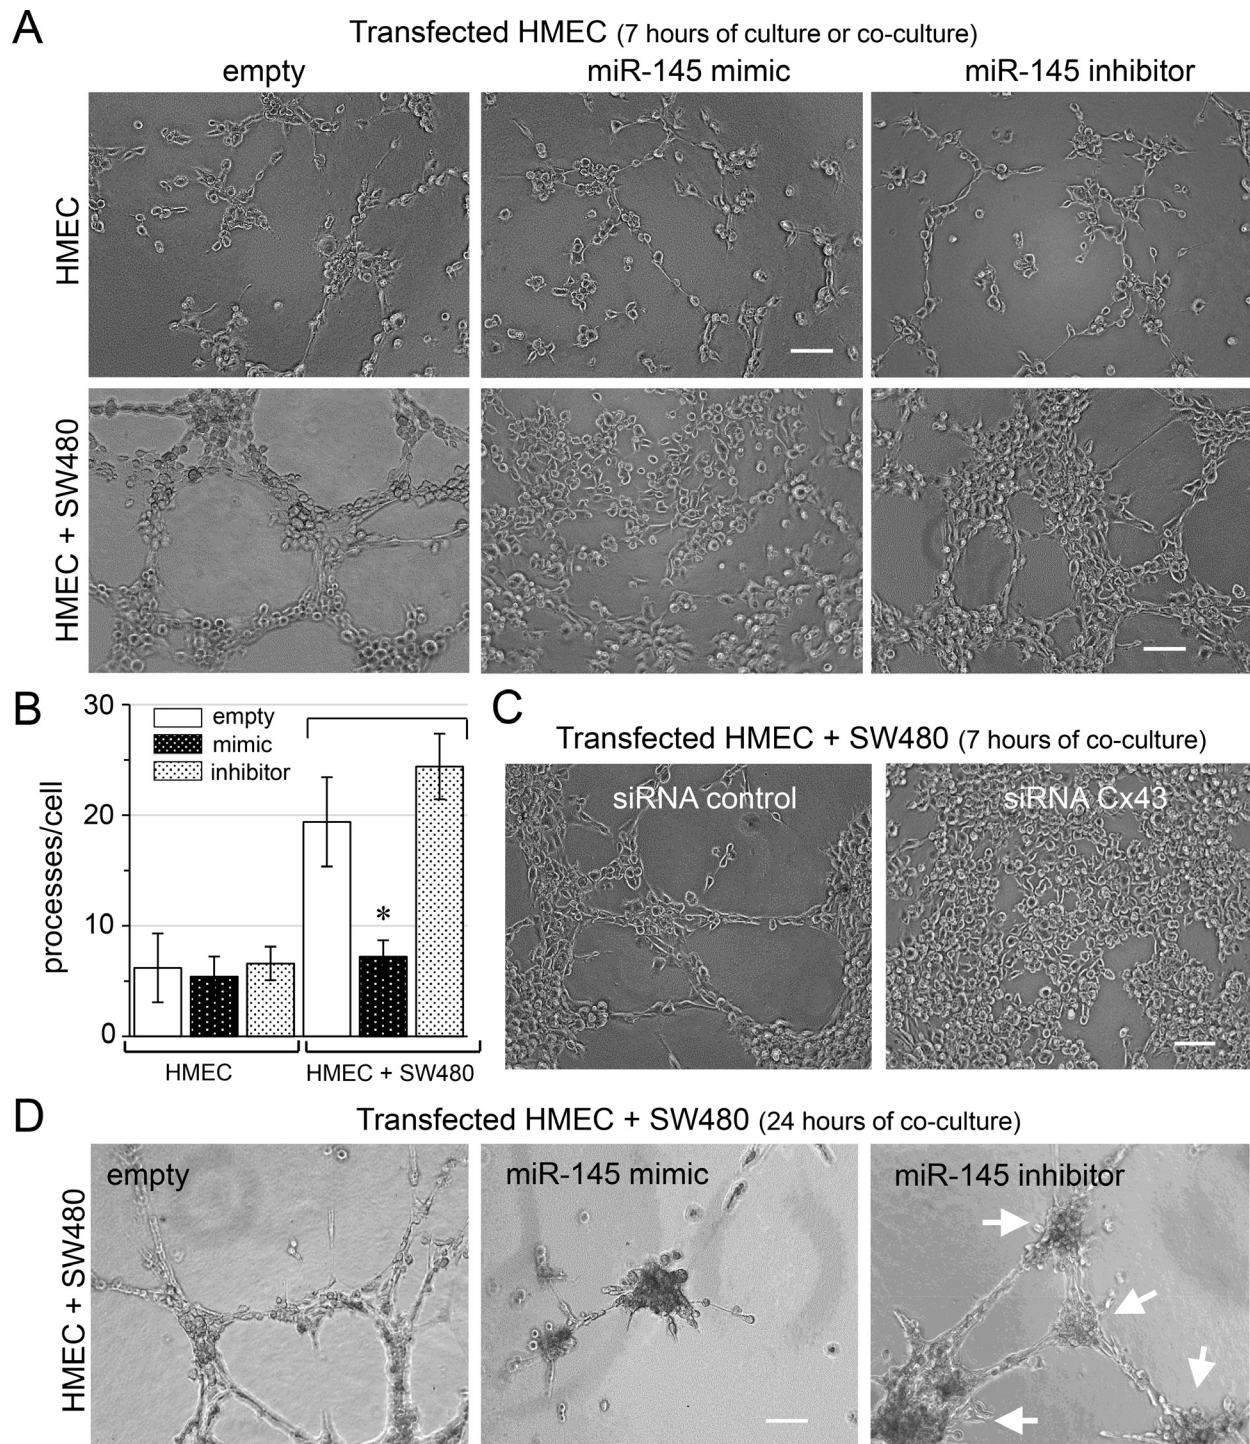 A
Transfected HMEC (7 hours of culture or co-culture)
empty
miR-145 mimic
miR-145 inhibitor
HMEC
HMEC + SW480
B
processes/cell
30
20
10
0
empty
mimic
inhibitor
*
HMEC
HMEC + SW480
C
Transfected HMEC + SW480 (7 hours of co-culture)
siRNA control
siRNA Cx43
D
Transfected HMEC + SW480 (24 hours of co-culture)
HMEC + SW480
empty
miR-145 mimic
miR-145 inhibitor